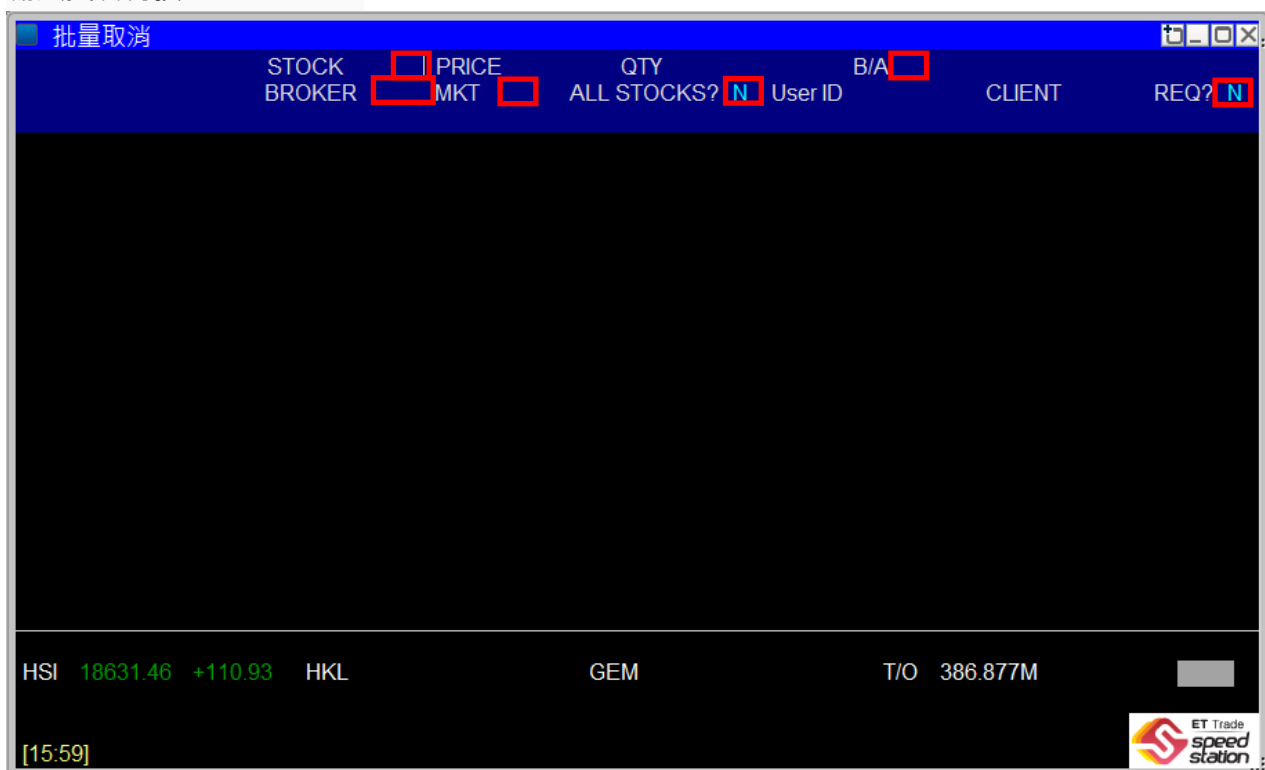 批量取消
STOCK PRICE QTY B/A
BROKER MKT ALL STOCKS? N User ID CLIENT REQ? N
HSI 18631.46 +110.93 HKL GEM T/O 386.877M
ET Trade
speed
station
[15:59]